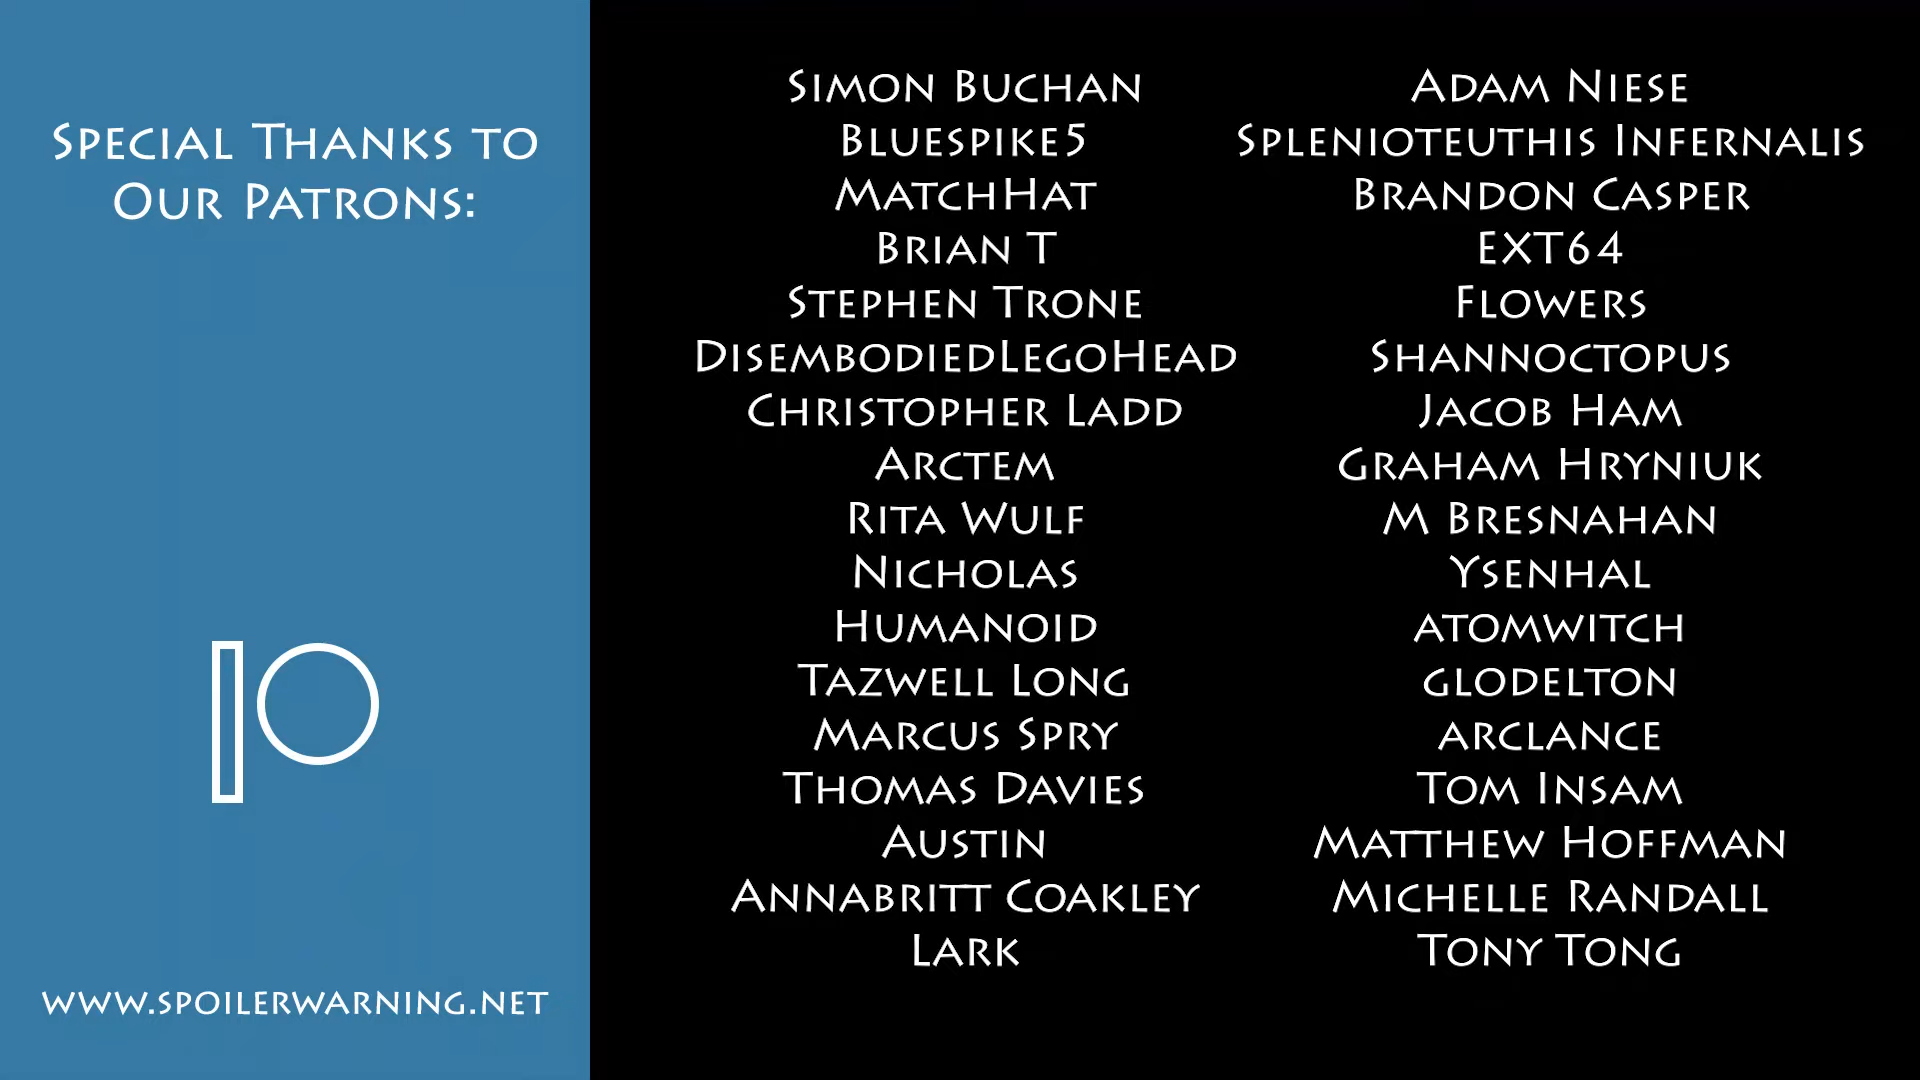 Special Thanks to
Our Patrons:
www.spoilerwarning.net
Simon Buchan
Bluespike5
MatchHat
Brian T
Stephen Trone
DisembodiedLegoHead
Christopher Ladd
Arctem
Rita Wulf
Nicholas
Humanoid
Tazwell Long
Marcus Spry
Thomas Davies
Austin
Annabritt Coakley
Lark
Adam Niese
Splenioteuthis Infernalis
Brandon Casper
EXT64
Flowers
Shannoctopus
Jacob Ham
Graham Hryniuk
M Bresnahan
Ysenhal
atomwitch
glodelton
arclance
Tom Insam
Matthew Hoffman
Michelle Randall
Tony Tong